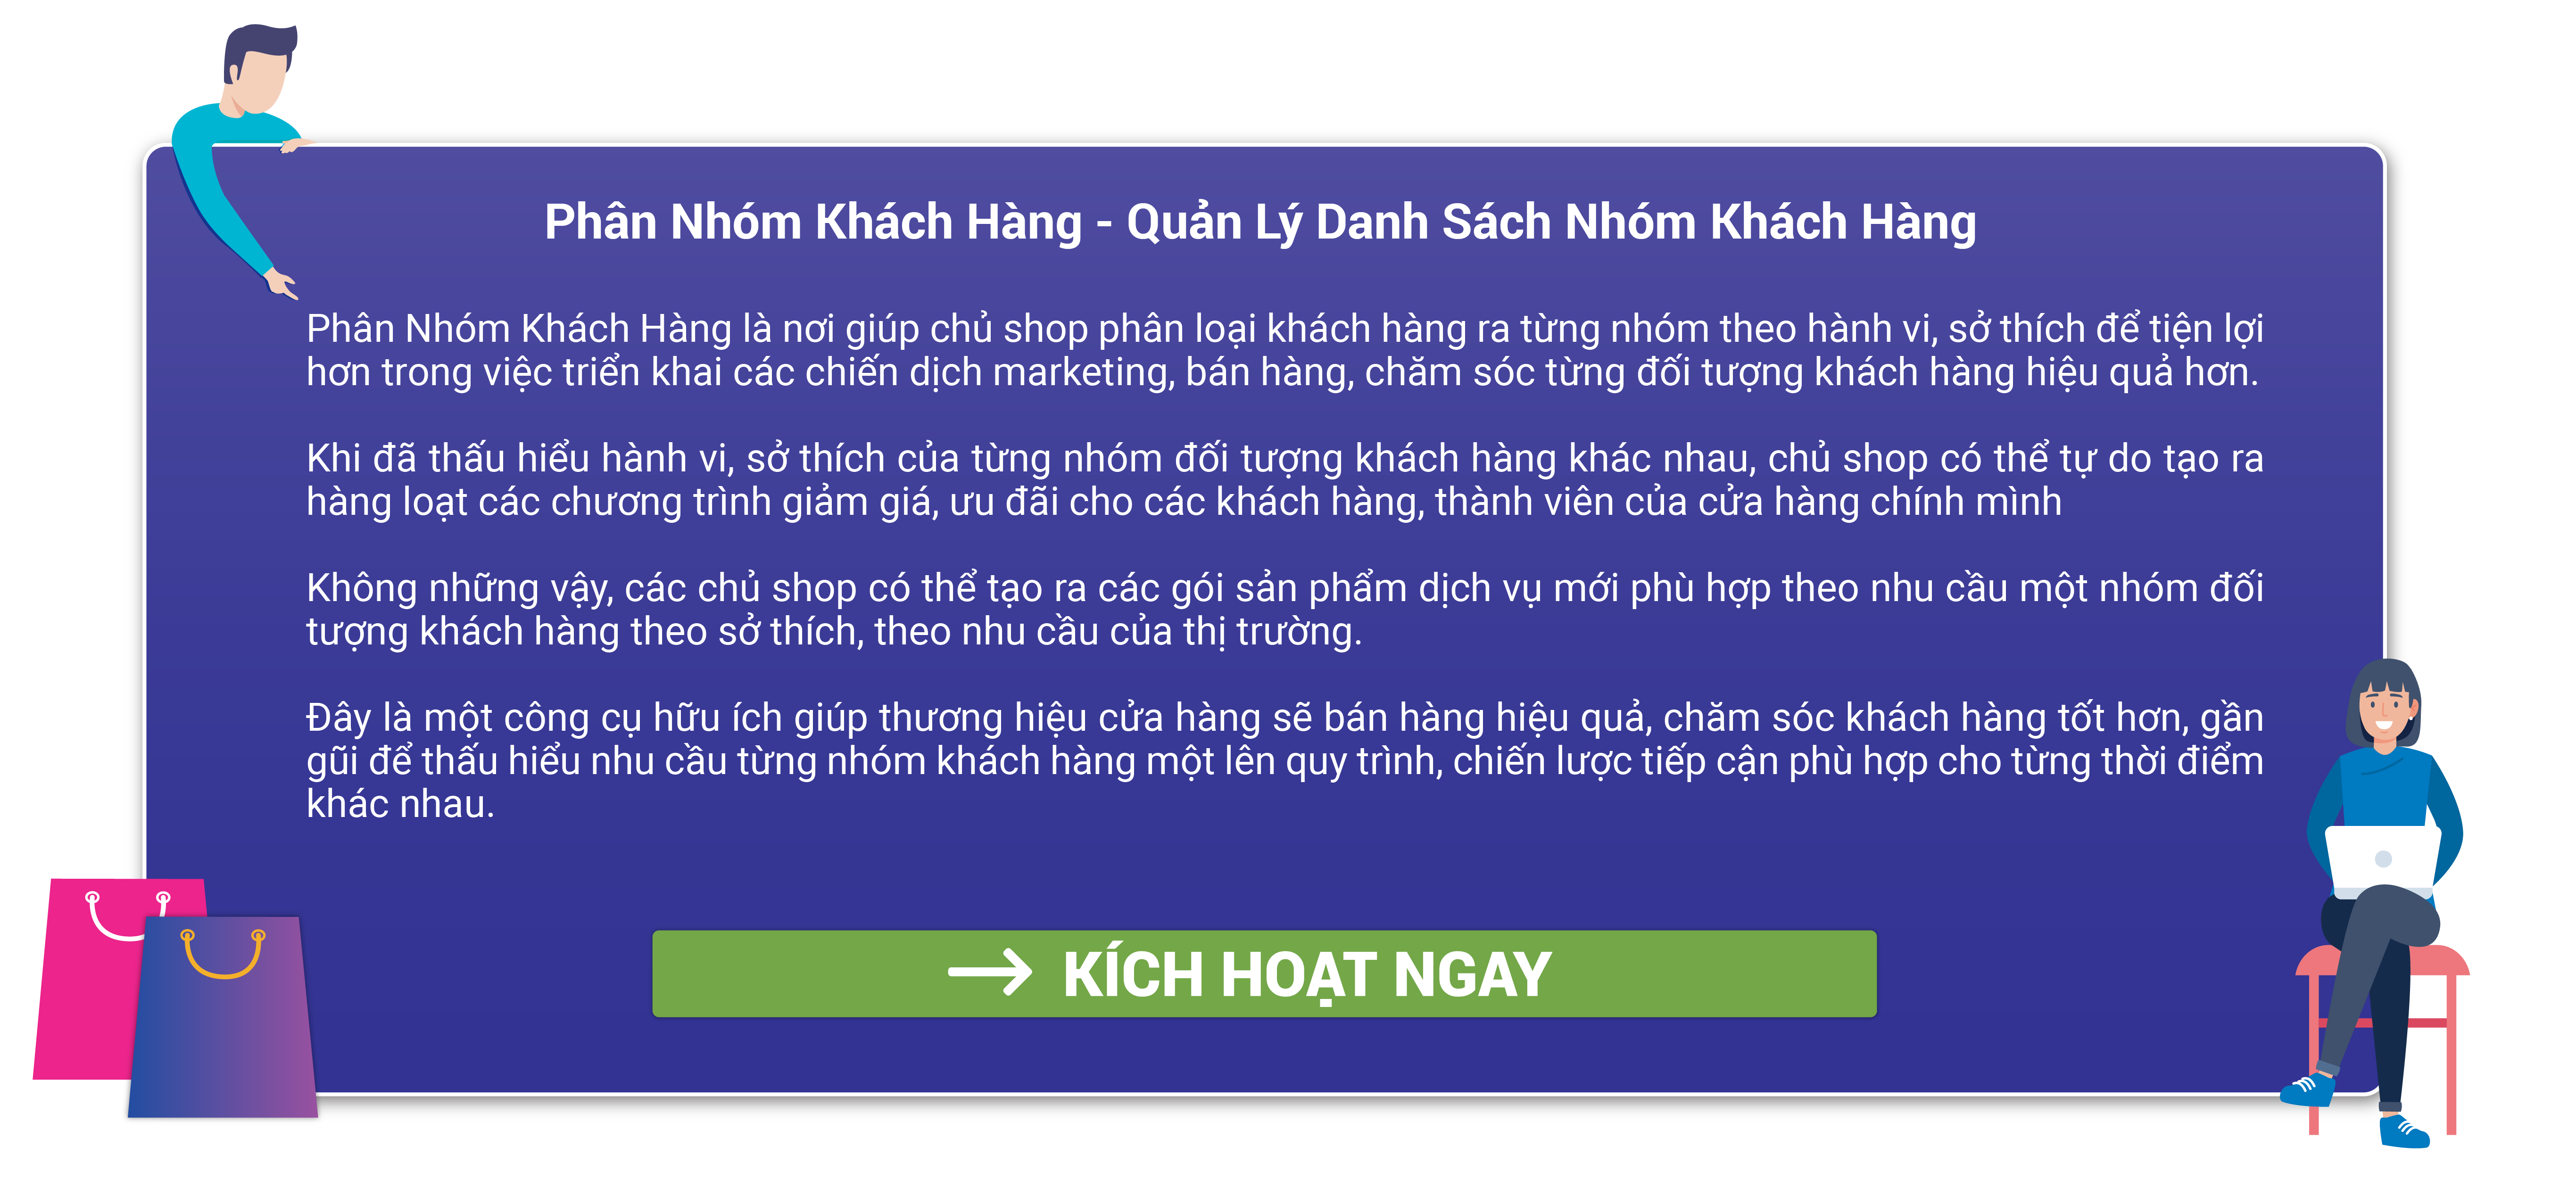 Phân Nhóm Khách Hàng - Quản Lý Danh Sách Nhóm Khách Hàng
Phân Nhóm Khách Hàng là nơi giúp chủ shop phân loại khách hàng ra từng nhóm theo hành vi, sở thích để tiện lợi
hơn trong việc triển khai các chiến dịch marketing, bán hàng, chăm sóc từng đối tượng khách hàng hiệu quả hơn.
Khi đã thấu hiểu hành vi, sở thích của từng nhóm đối tượng khách hàng khác nhau, chủ shop có thể tự do tạo ra
hàng loạt các chương trình giảm giá, ưu đãi cho các khách hàng, thành viên của cửa hàng chính mình
Không những vậy, các chủ shop có thể tạo ra các gói sản phẩm dịch vụ mới phù hợp theo nhu cầu một nhóm đối
tượng khách hàng theo sở thích, theo nhu cầu của thị trường.
Đây là một công cụ hữu ích giúp thương hiệu cửa hàng sẽ bán hàng hiệu quả, chăm sóc khách hàng tốt hơn, gần
gũi để thấu hiểu nhu cầu từng nhóm khách hàng một lên quy trình, chiến lược tiếp cận phù hợp cho từng thời điểm
khác nhau.
→ KÍCH HOẠT NGAY